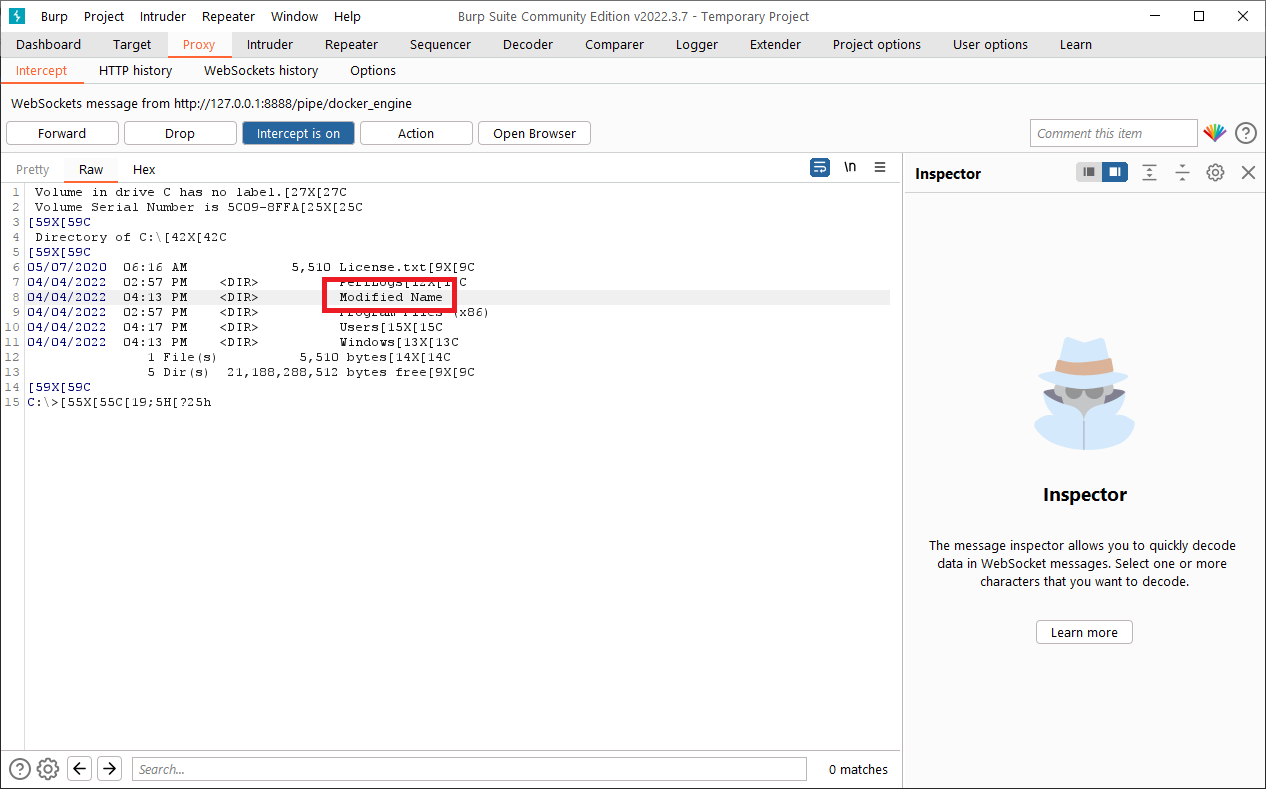 Burp Project Intruder Repeater Window Help Burp Suite Community Edition v2022.3.7 - Temporary Project
Dashboard Target Proxy Intruder Repeater Sequencer Decoder Comparer Logger Extender Project options User options Learn
Intercept HTTP history WebSockets history Options
WebSockets message from http://127.0.0.1:8888/pipe/docker_engine
Forward Drop Intercept is on Action Open Browser Comment this item ?
Pretty Raw Hex \n Inspector
1 Volume in drive C has no label.[27X[27C
2 Volume Serial Number is 5C09-8FFA[25X[25C
3 [59X[59C
4 Directory of C:\[42X[42C
5 [59X[59C
6 05/07/2020 06:16 AM 5,510 License.txt[9X[9C
7 04/04/2022 02:57 PM <DIR> PerfLogs[12X[12C
8 04/04/2022 04:13 PM <DIR> Modified Name
9 04/04/2022 02:57 PM <DIR> Program Files (x86)
10 04/04/2022 04:17 PM <DIR> Users[15X[15C
11 04/04/2022 04:13 PM <DIR> Windows[13X[13C
12 1 File(s) 5,510 bytes[14X[14C
13 5 Dir(s) 21,188,288,512 bytes free[9X[9C
14 [59X[59C
15 C:\>[55X[55C[19;5H[?25h
Inspector
The message inspector allows you to quickly decode
data in WebSocket messages. Select one or more
characters that you want to decode.
Learn more
? Search... 0 matches